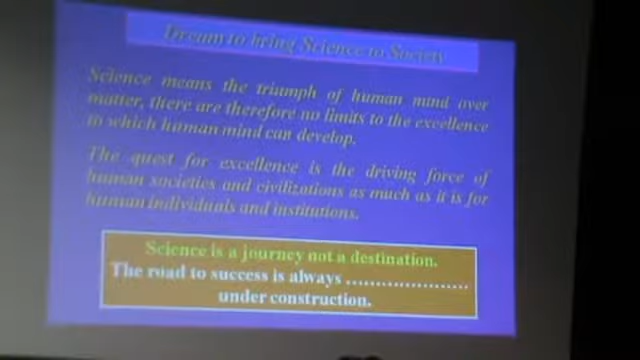 Dream to bring Science to Society
Science means the triumph of human mind over
matter, there are therefore no limits to the excellence
to which human mind can develop.
The quest for excellence is the driving force of
human societies and civilizations as much as it is for
human individuals and institutions.
Science is a journey not a destination.
The road to success is always .....................
under construction.